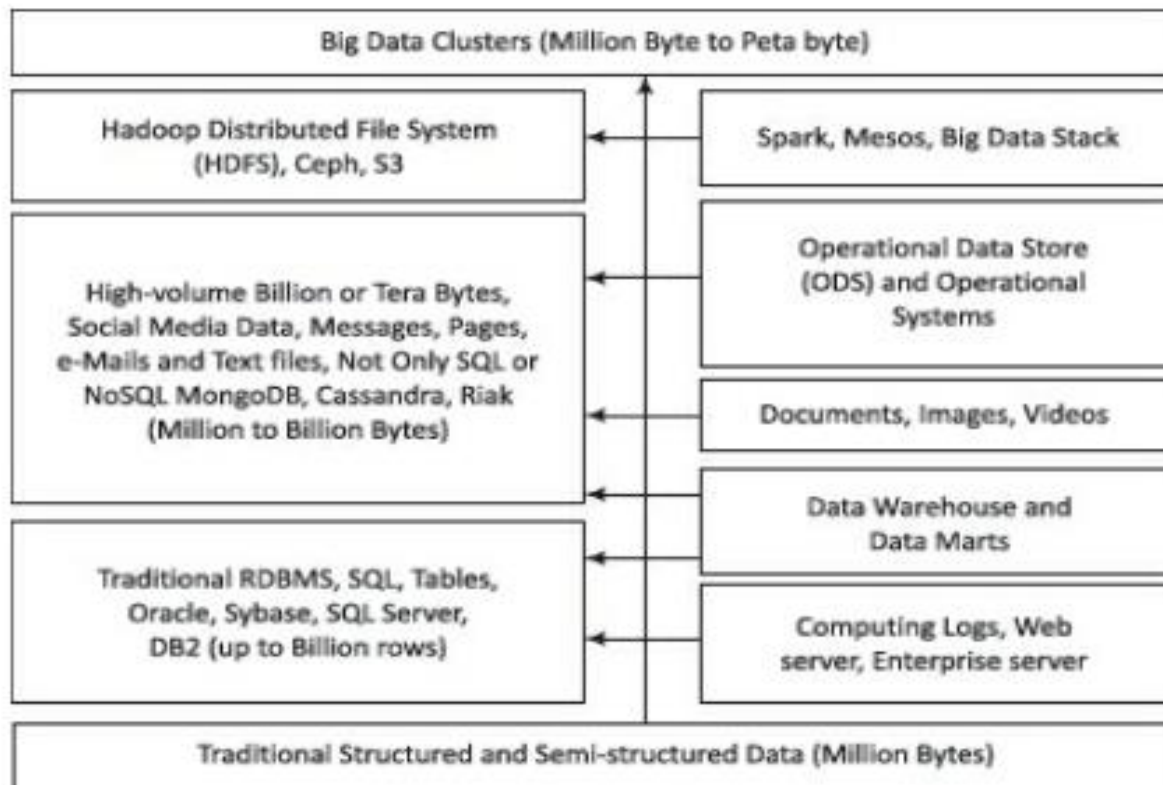 Big Data Clusters (Million Byte to Peta byte)
Hadoop Distributed File System
(HDFS), Ceph, S3
Spark, Mesos, Big Data Stack
High-volume Billion or Tera Bytes,
Social Media Data, Messages, Pages,
e-Mails and Text files, Not Only SQL or
NoSQL MongoDB, Cassandra, Riak
(Million to Billion Bytes)
Operational Data Store
(ODS) and Operational
Systems
Documents, Images, Videos
Data Warehouse and
Data Marts
Traditional RDBMS, SQL, Tables,
Oracle, Sybase, SQL Server,
DB2 (up to Billion rows)
Computing Logs, Web
server, Enterprise server
Traditional Structured and Semi-structured Data (Million Bytes)